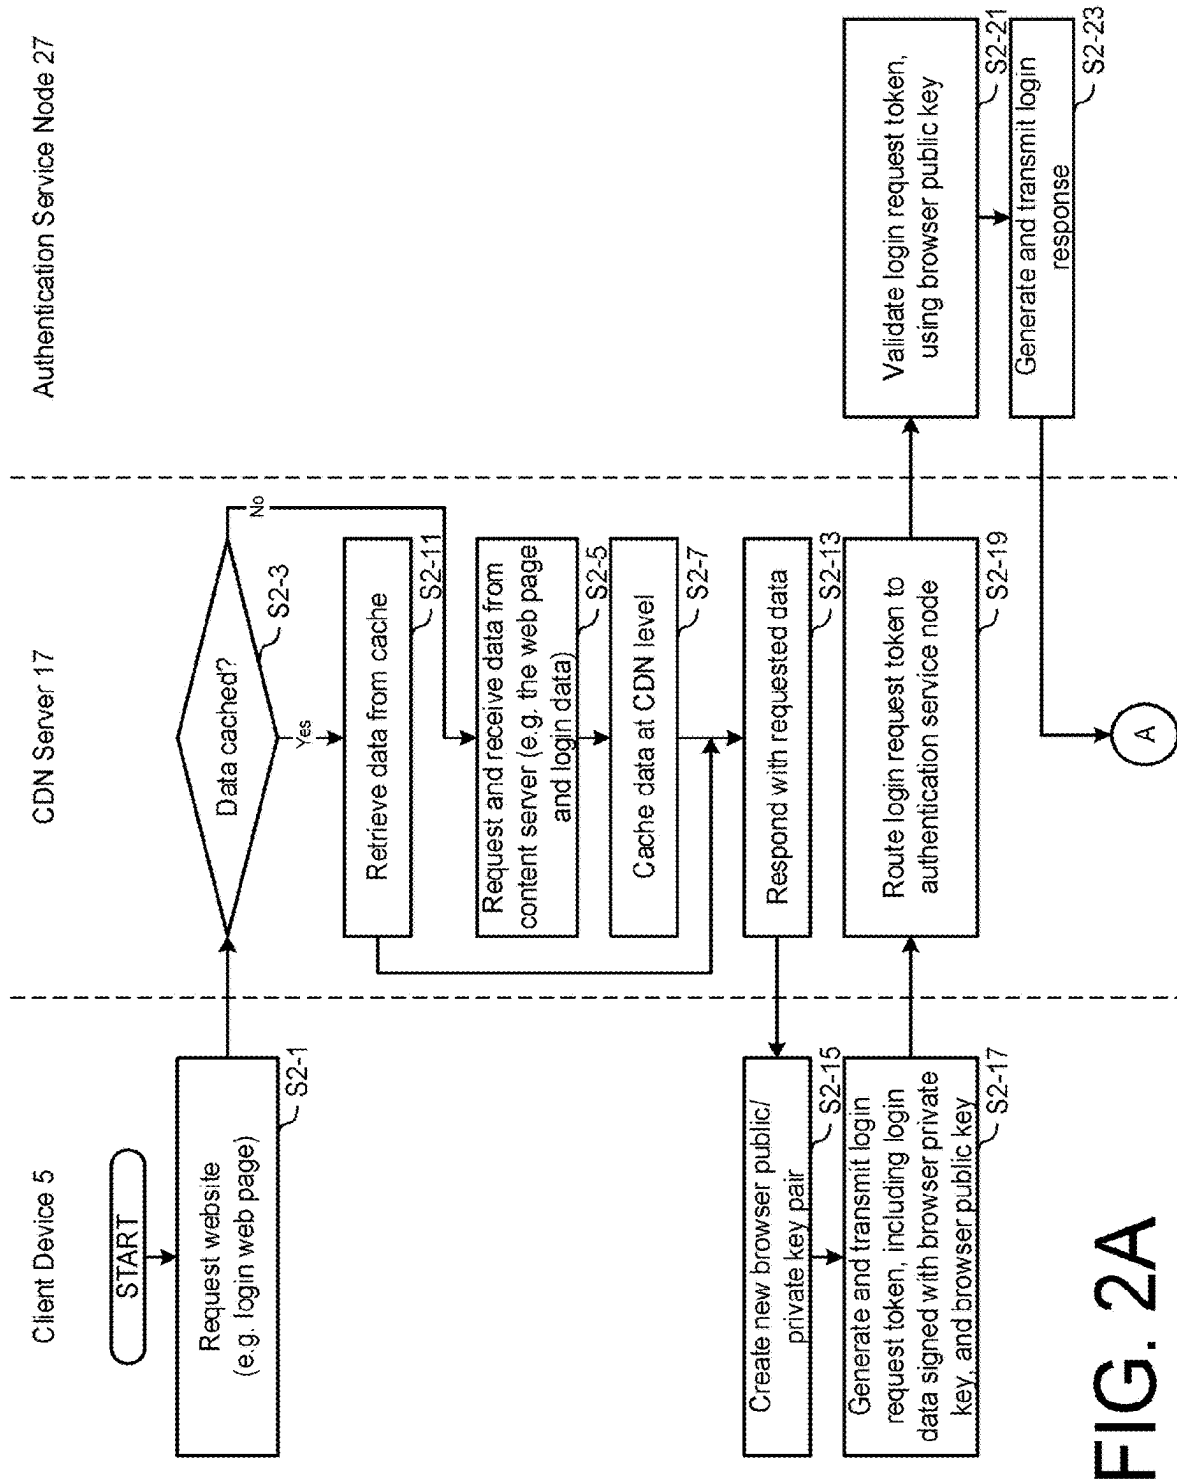 Client Device 5
CDN Server 17
Authentication Service Node 27
START
Request website
(e.g. login web page)
S2-1
Data cached?
S2-3
Yes
No
Retrieve data from cache
S2-11
Request and receive data from
content server (e.g. the web page
and login data)
S2-5
Cache data at CDN level
S2-7
Respond with requested data
S2-13
Create new browser public/
private key pair
S2-15
Generate and transmit login
request token, including login
data signed with browser private
key, and browser public key
S2-17
Route login request token to
authentication service node
S2-19
Validate login request token,
using browser public key
S2-21
Generate and transmit login
response
S2-23
A
FIG. 2A